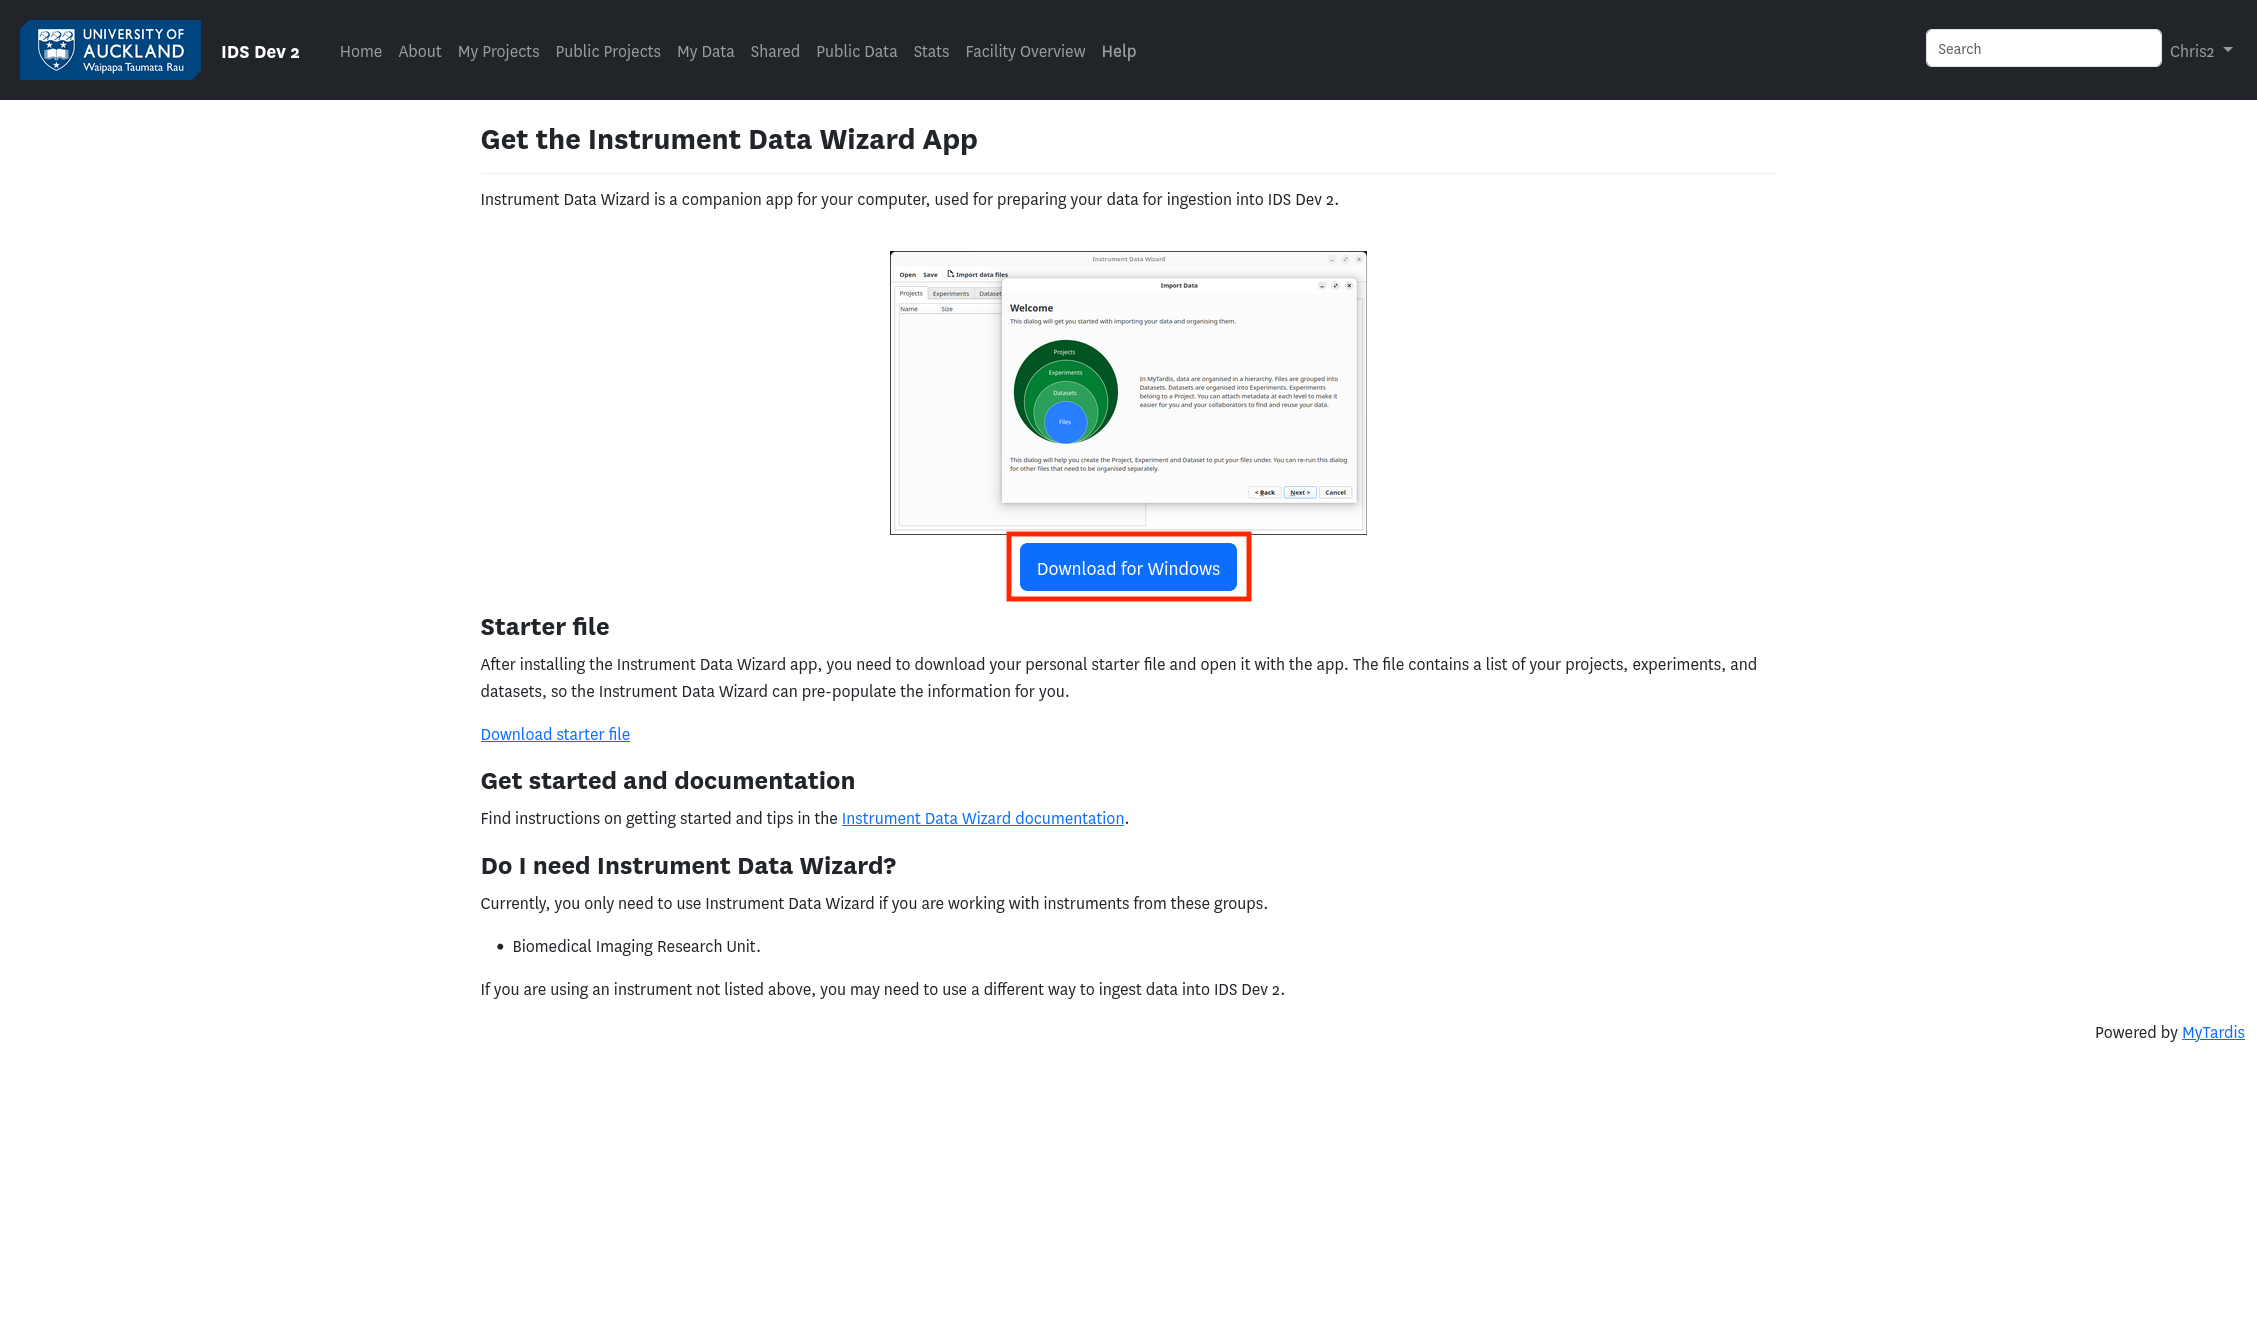 UNIVERSITY OF
AUCKLAND
Waipapa Taumata Rau
IDS Dev 2 Home About My Projects Public Projects My Data Shared Public Data Stats Facility Overview Help Search Chris2
Get the Instrument Data Wizard App
Instrument Data Wizard is a companion app for your computer, used for preparing your data for ingestion into IDS Dev 2.
Instrument Data Wizard
Open Save Import data files
Import Data
Projects Experiments Dataset
Name Size
Welcome
This dialog will get you started with importing your data and organising them.
Projects
Experiments
Datasets
Files
In MyTardis, data are organised in a hierarchy. Files are grouped into
Datasets. Datasets are organised into Experiments. Experiments
belong to a Project. You can attach metadata at each level to make it
easier for you and your collaborators to find and reuse your data.
This dialog will help you create the Project, Experiment and Dataset to put your files under. You can re-run this dialog
for other files that need to be organised separately.
< Back Next > Cancel
Download for Windows
Starter file
After installing the Instrument Data Wizard app, you need to download your personal starter file and open it with the app. The file contains a list of your projects, experiments, and
datasets, so the Instrument Data Wizard can pre-populate the information for you.
Download starter file
Get started and documentation
Find instructions on getting started and tips in the Instrument Data Wizard documentation.
Do I need Instrument Data Wizard?
Currently, you only need to use Instrument Data Wizard if you are working with instruments from these groups.
• Biomedical Imaging Research Unit.
If you are using an instrument not listed above, you may need to use a different way to ingest data into IDS Dev 2.
Powered by MyTardis